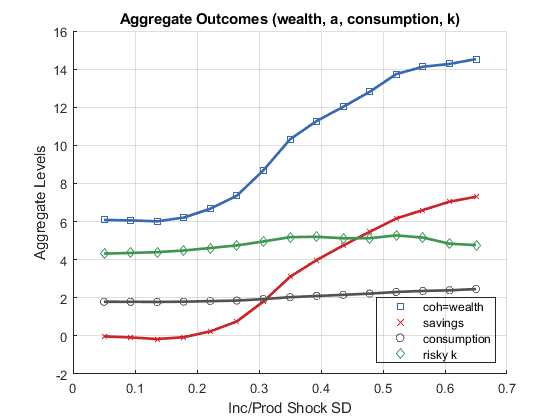 Aggregate Outcomes (wealth, a, consumption, k)
16
14
12
10
8
6
4
2
0
-2
Aggregate Levels
0 0.1 0.2 0.3 0.4 0.5 0.6 0.7
Inc/Prod Shock SD
coh=wealth
savings
consumption
risky k